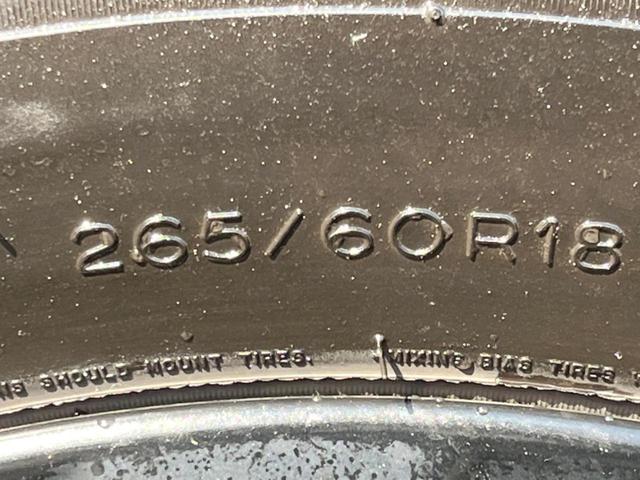 265/60R18
SHOULD MOUNT TIRES. MIXING BIAS TIRES